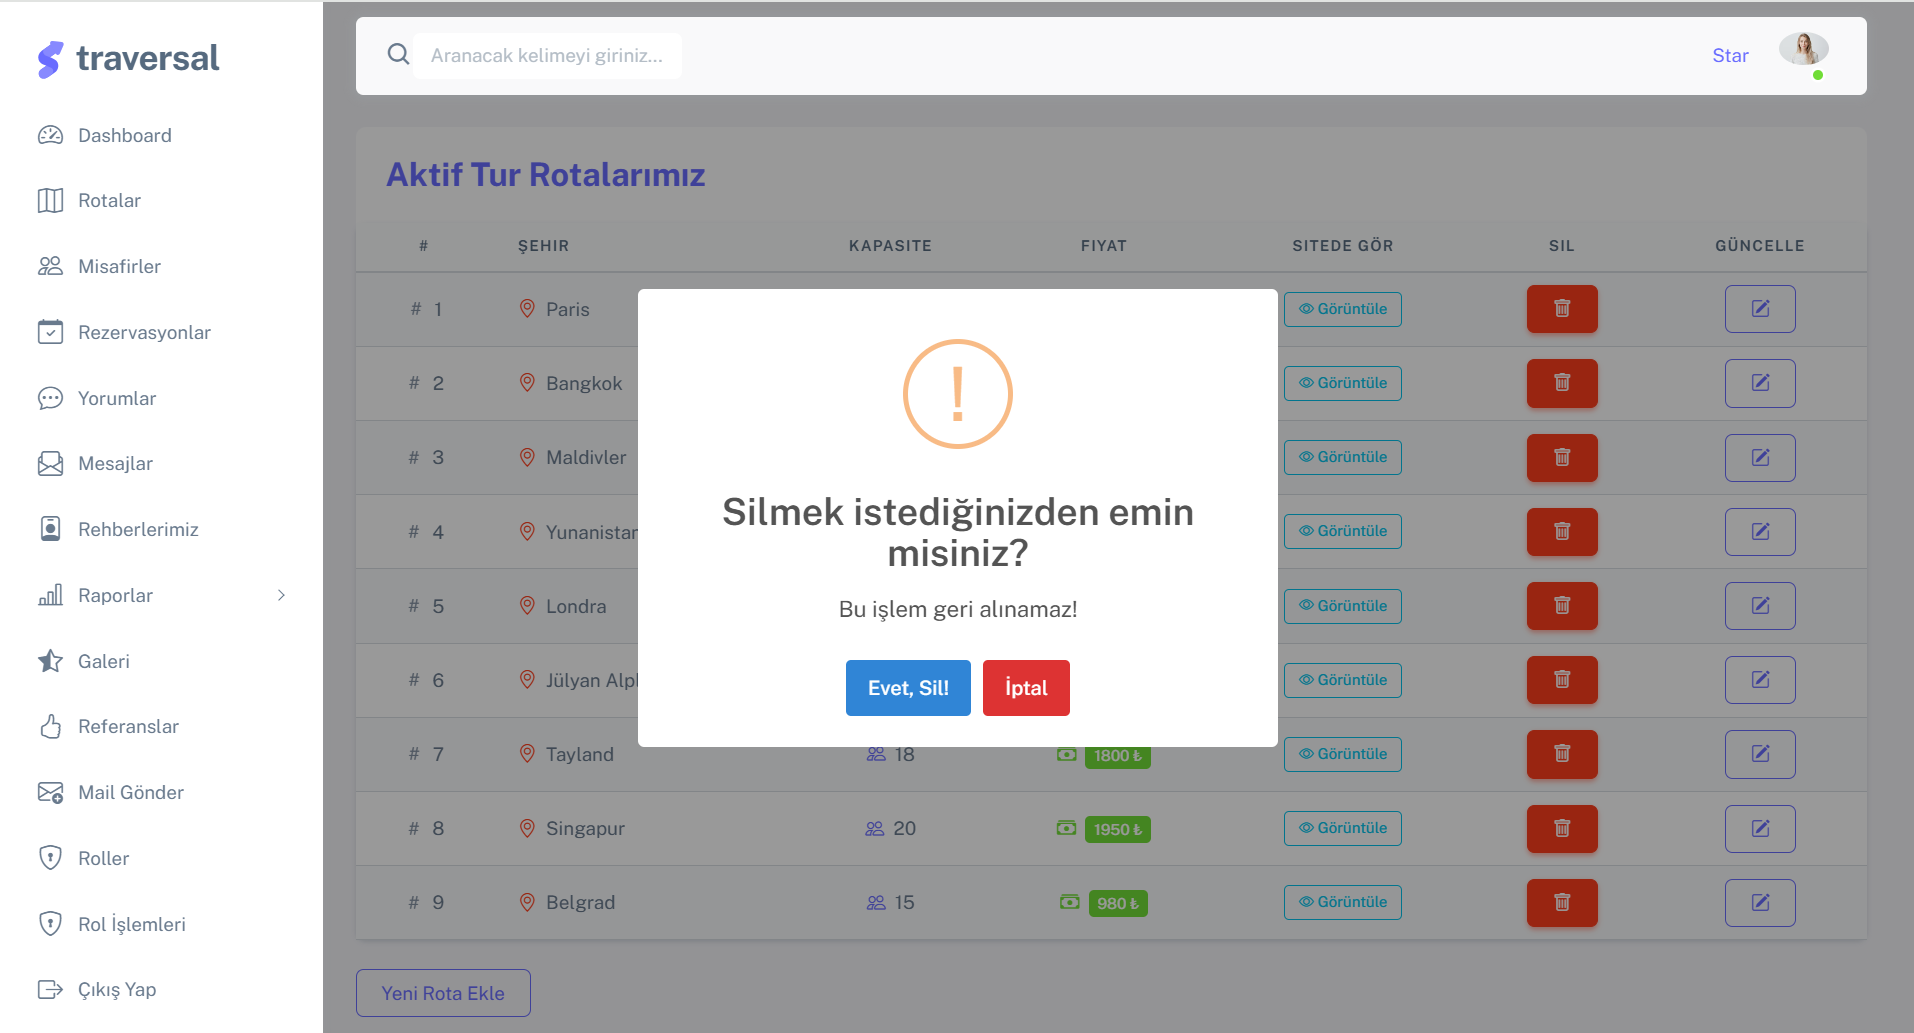 traversal
Dashboard
Rotalar
Misafirler
Rezervasyonlar
Yorumlar
Mesajlar
Rehberlerimiz
Raporlar
Galeri
Referanslar
Mail Gönder
Roller
Rol İşlemleri
Çıkış Yap
Aranacak kelimeyi giriniz...
Star
Aktif Tur Rotalarımız
# ŞEHIR KAPASITE FIYAT SITEDE GÖR SIL GÜNCELLE
# 1 Paris Görüntüle
# 2 Bangkok Görüntüle
# 3 Maldivler Görüntüle
# 4 Yunanistan Görüntüle
# 5 Londra Görüntüle
# 6 Jülyan Görüntüle
# 7 Tayland 18 1800 ₺ Görüntüle
# 8 Singapur 20 1950 ₺ Görüntüle
# 9 Belgrad 15 980 ₺ Görüntüle
Yeni Rota Ekle
!
Silmek istediğinizden emin
misiniz?
Bu işlem geri alınamaz!
Evet, Sil! İptal